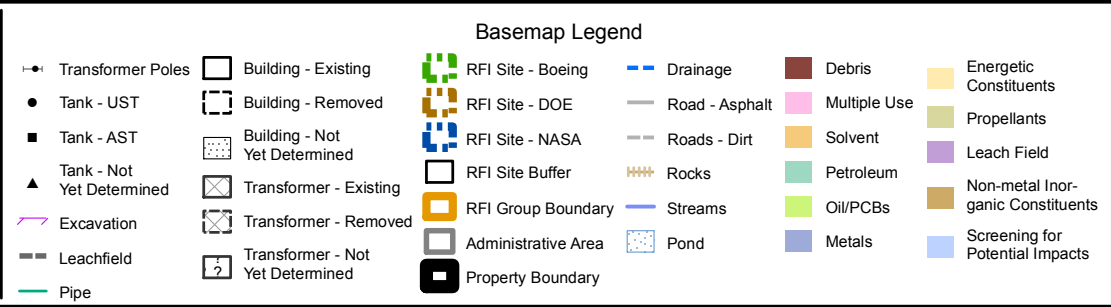 Basemap Legend
Transformer Poles
Tank - UST
Tank - AST
Tank - Not
Yet Determined
Excavation
Leachfield
Pipe
Building - Existing
Building - Removed
Building - Not
Yet Determined
Transformer - Existing
Transformer - Removed
?
Transformer - Not
Yet Determined
RFI Site - Boeing
RFI Site - DOE
RFI Site - NASA
RFI Site Buffer
RFI Group Boundary
Administrative Area
Property Boundary
Drainage
Road - Asphalt
Roads - Dirt
Rocks
Streams
Pond
Debris
Multiple Use
Solvent
Petroleum
Oil/PCBs
Metals
Energetic
Constituents
Propellants
Leach Field
Non-metal Inor-
ganic Constituents
Screening for
Potential Impacts